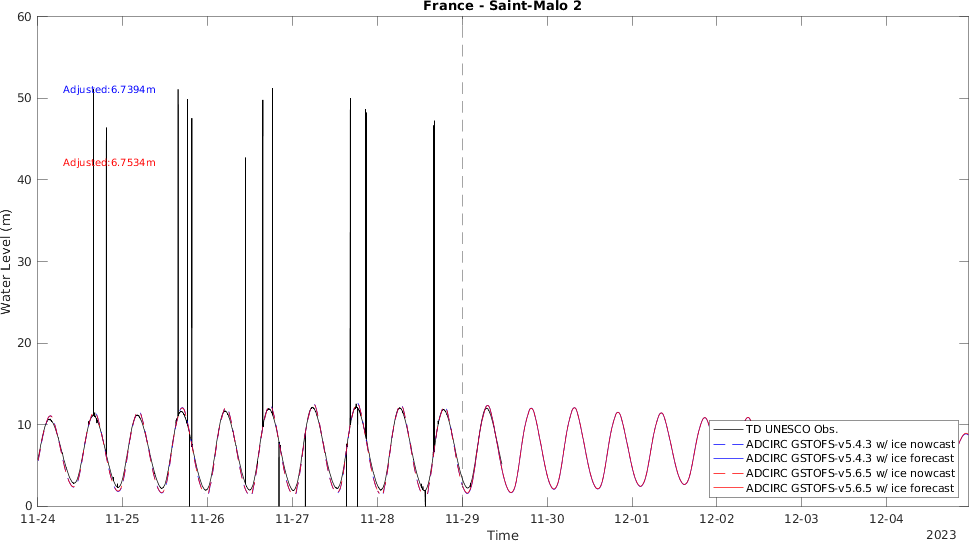 France - Saint-Malo 2
60
50
40
30
20
10
0
Water Level (m)
Adjusted:6.7394m
Adjusted:6.7534m
TD UNESCO Obs.
ADCIRC GSTOFS-v5.4.3 w/ ice nowcast
ADCIRC GSTOFS-v5.4.3 w/ ice forecast
ADCIRC GSTOFS-v5.6.5 w/ ice nowcast
ADCIRC GSTOFS-v5.6.5 w/ ice forecast
11-24 11-25 11-26 11-27 11-28 11-29 11-30 12-01 12-02 12-03 12-04
Time
2023